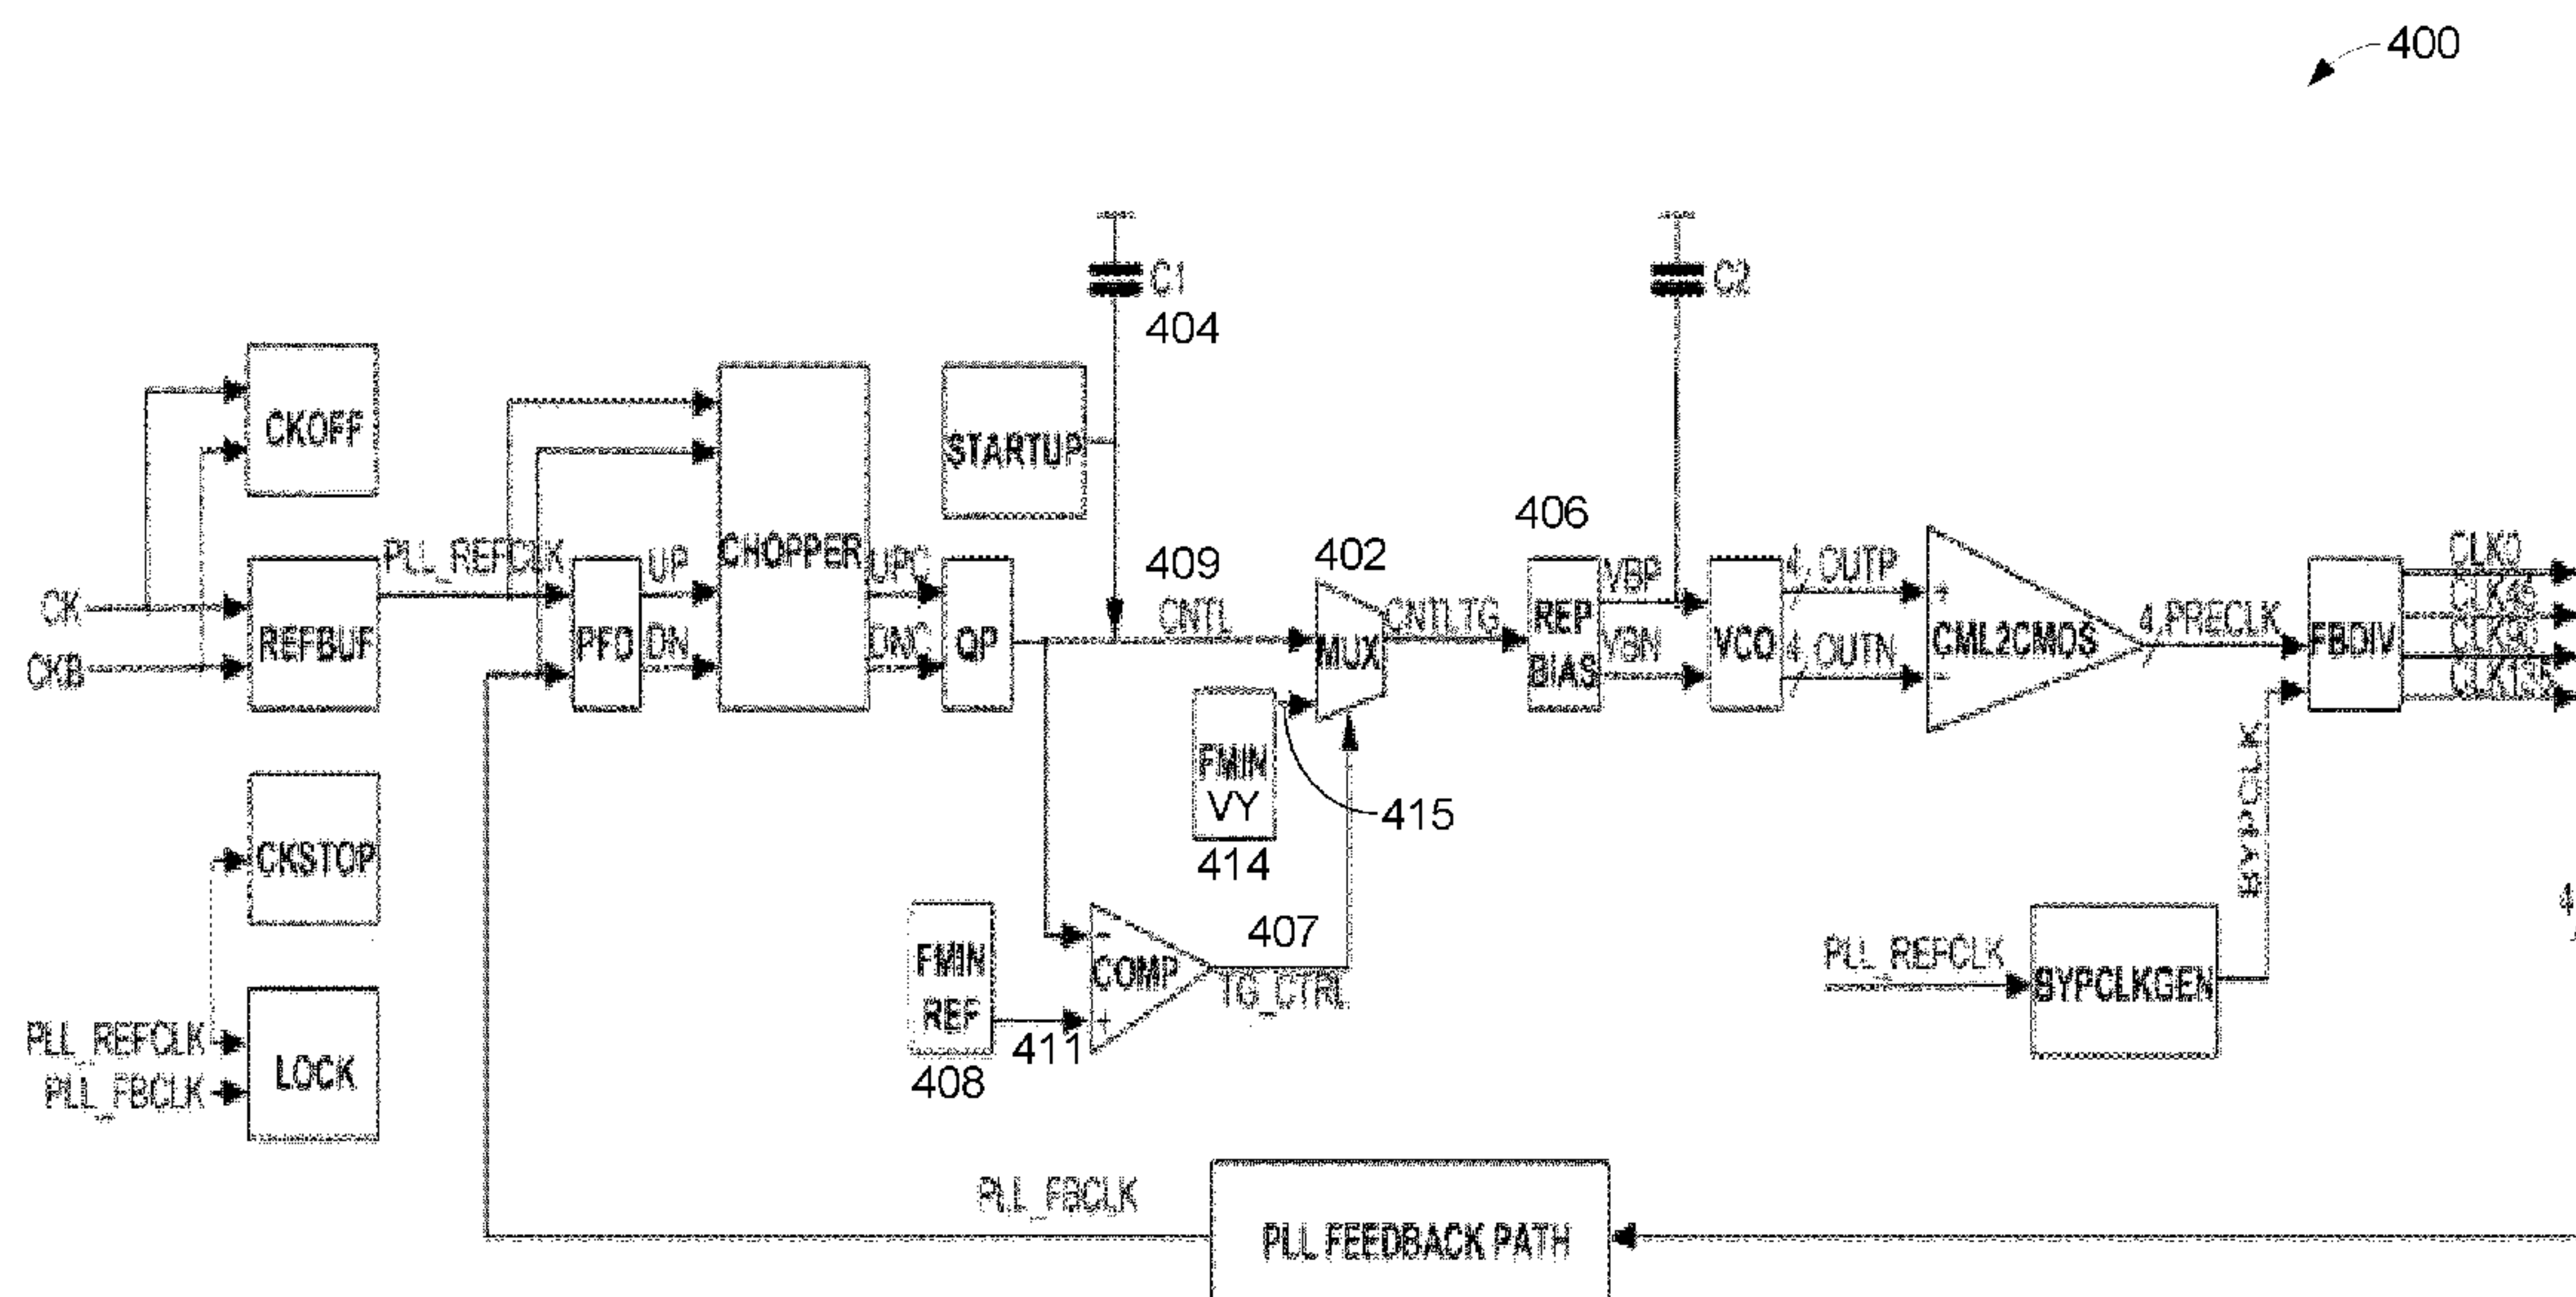 400
C1
404
C2
CKOFF
STARTUP
406
402
409
CNTL
CK
CKB
REFBUF
PLL_REFCLK
PFD
UP
DN
CHOPPER
UPC
DNC
QP
MUX
CNTLTG
REP
BIAS
VBP
VBN
VCO
4, OUTP
4, OUTN
+
-
CML2CMOS
4,PRECLK
FBDIV
CLK0
CLK45
CLK90
CLK135
FMIN
VY
414
415
BYPCLK
CKSTOP
FMIN
REF
408
411
-
COMP
+
407
TG_CTRL
PLL_REFCLK
BYPCLKGEN
4
PLL_REFCLK
PLL_FBCLK
LOCK
PLL_FBCLK
PLL FEEDBACK PATH